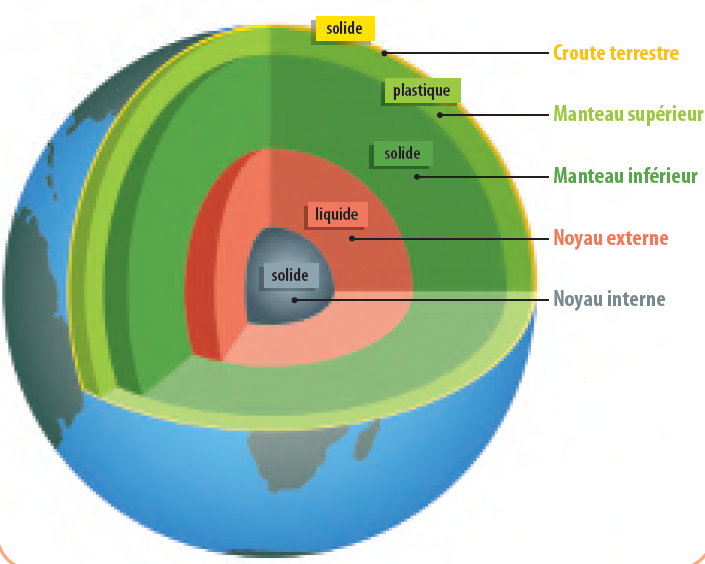 solide
Croute terrestre
plastique
Manteau supérieur
solide
Manteau inférieur
liquide
Noyau externe
solide
Noyau interne